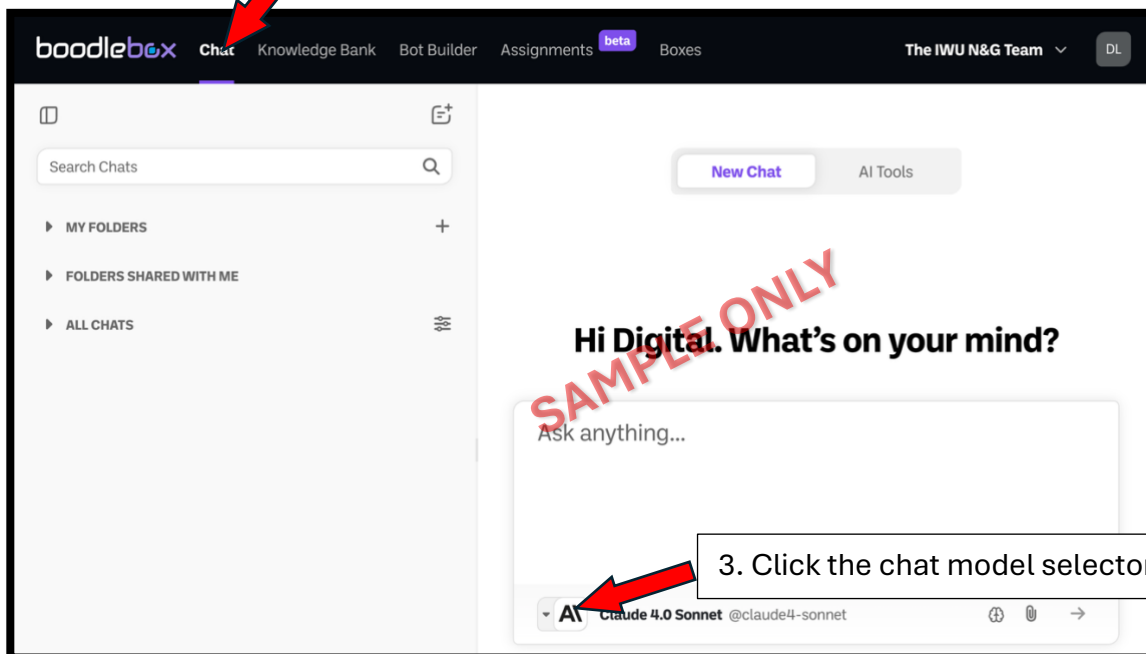 boodlebox Chat Knowledge Bank Bot Builder Assignments beta Boxes The IWU N&G Team DL
Search Chats
New Chat AI Tools
MY FOLDERS
FOLDERS SHARED WITH ME
ALL CHATS
SAMPLE ONLY
Hi Digital. What's on your mind?
Ask anything...
3. Click the chat model selector
A\ Claude 4.0 Sonnet @claude4-sonnet